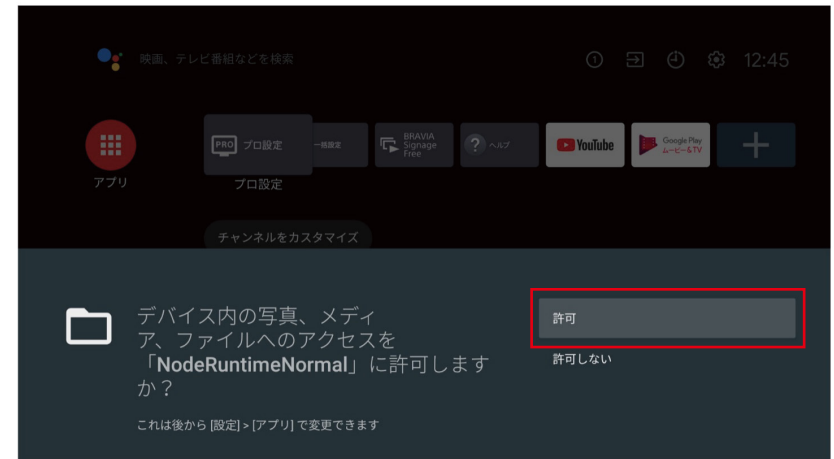 映画、テレビ番組などを検索
12:45
PRO プロ設定
一括設定
BRAVIA
Signage
Free
? ヘルプ
YouTube
Google Play
ムービー& TV
アプリ
プロ設定
チャンネルをカスタマイズ
デバイス内の写真、メディ
ア、ファイルへのアクセスを
「NodeRuntimeNormal」に許可します
か？
これは後から [設定] > [アプリ] で変更できます
許可
許可しない